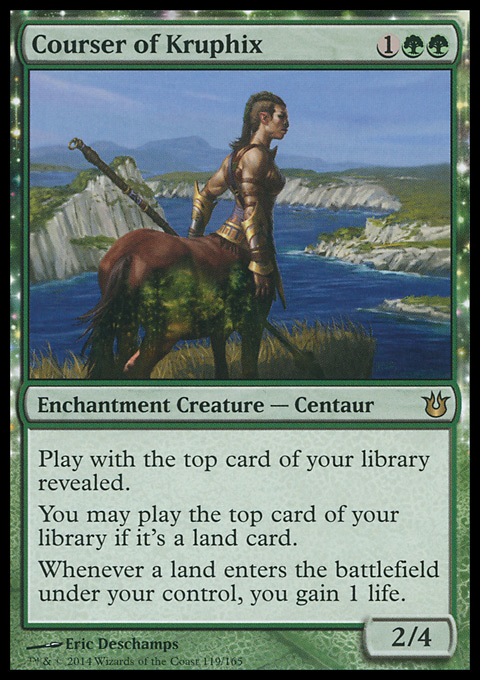 Courser of Kruphix 1
Enchantment Creature — Centaur
Play with the top card of your library
revealed.
You may play the top card of your
library if it's a land card.
Whenever a land enters the battlefield
under your control, you gain 1 life.
2/4
Eric Deschamps
™ & © 2014 Wizards of the Coast 119/165